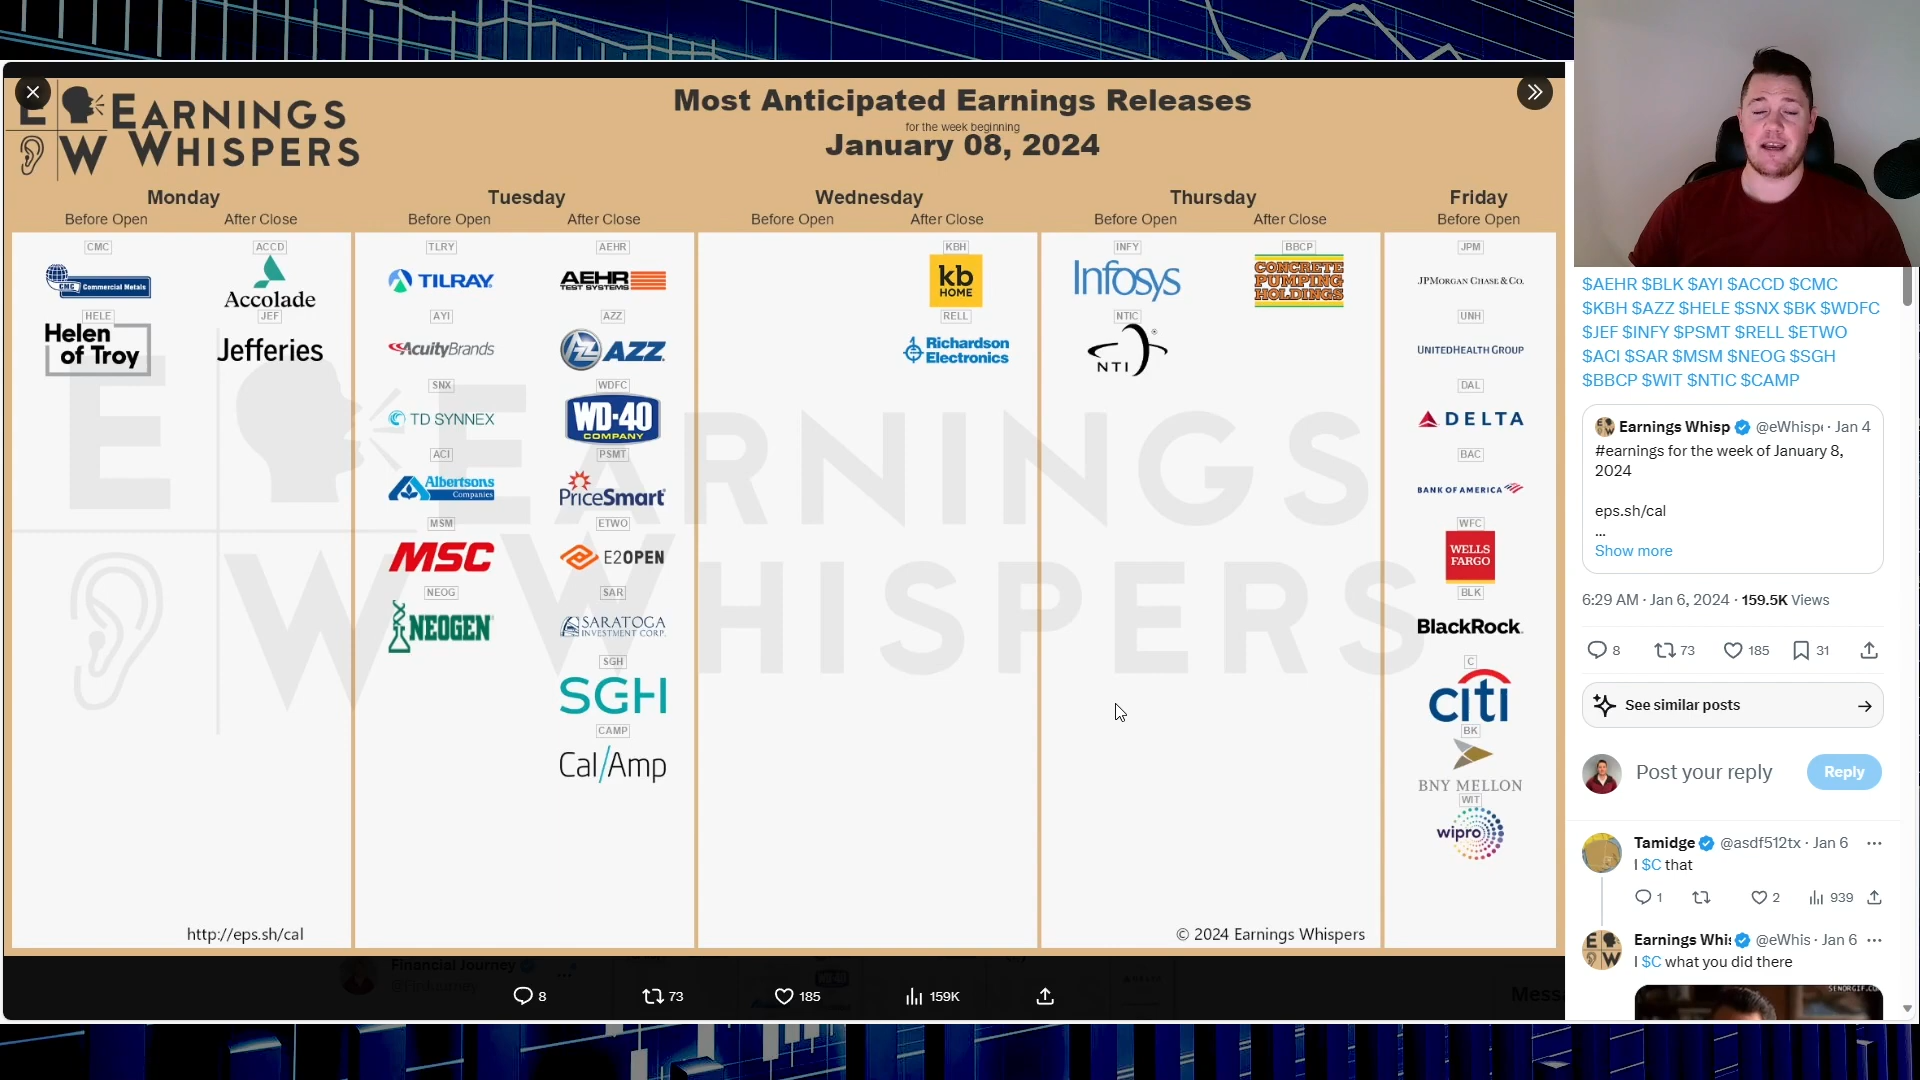 EARNINGS
WHISPERS
E
W
Most Anticipated Earnings Releases
for the week beginning
January 08, 2024
Monday
Before Open
After Close
CMC
CMC Commercial Metals
HELE
Helen
of Troy
ACCD
Accolade
JEF
Jefferies
Tuesday
Before Open
After Close
TLRY
TILRAY
AYI
AcuityBrands
SNX
TD SYNNEX
ACI
Albertsons
Companies
MSM
MSC
NEOG
NEOGEN
AEHR
AEHR
TEST SYSTEMS
AZZ
AZZ
WDFC
WD-40
COMPANY
PSMT
PriceSmart
ETWO
E2OPEN
SAR
SARATOGA
INVESTMENT CORP.
SGH
SGH
CAMP
Cal/Amp
Wednesday
Before Open
After Close
KBH
kb
HOME
RELL
Richardson
Electronics
Thursday
Before Open
After Close
INFY
Infosys
NTIC
NTI
BBCP
CONCRETE
PUMPING
HOLDINGS
Friday
Before Open
JPM
JPMORGAN CHASE & CO.
UNH
UNITEDHEALTH GROUP
DAL
DELTA
BAC
BANK OF AMERICA
WFC
WELLS
FARGO
BLK
BlackRock
C
citi
BK
BNY MELLON
WIT
wipro
E EARNINGS
W WHISPERS
http://eps.sh/cal
© 2024 Earnings Whispers
Financial Journey
8 73 185 159K
$AEHR $BLK $AYI $ACCD $CMC
$KBH $AZZ $HELE $SNX $BK $WDFC
$JEF $INFY $PSMT $RELL $ETWO
$ACI $SAR $MSM $NEOG $SGH
$BBCP $WIT $NTIC $CAMP
Earnings Whisp @eWhisp · Jan 4
#earnings for the week of January 8,
2024
eps.sh/cal
...
Show more
6:29 AM · Jan 6, 2024 · 159.5K Views
8 73 185 31
See similar posts
Post your reply
Reply
Tamidge @asdf512tx · Jan 6
I $C that
1 2 939
Earnings Whis @eWhis · Jan 6
I $C what you did there
SENORGIF.CO